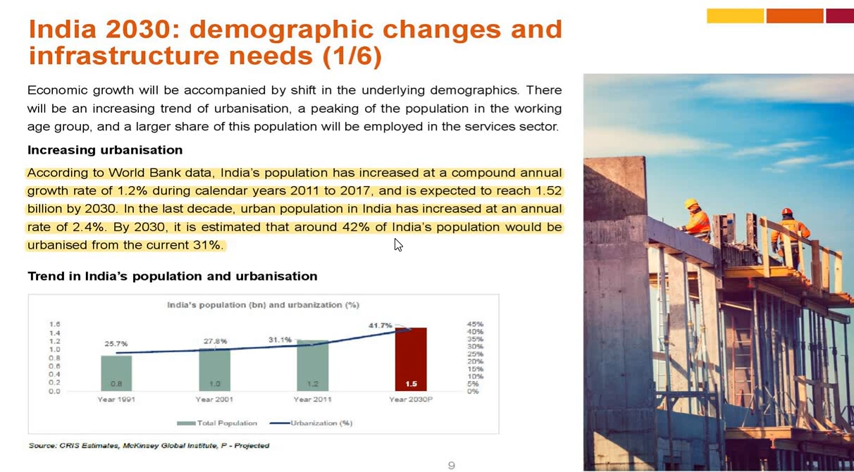 India 2030: demographic changes and
infrastructure needs (1/6)
Economic growth will be accompanied by shift in the underlying demographics. There
will be an increasing trend of urbanisation, a peaking of the population in the working
age group, and a larger share of this population will be employed in the services sector.
Increasing urbanisation
According to World Bank data, India's population has increased at a compound annual
growth rate of 1.2% during calendar years 2011 to 2017, and is expected to reach 1.52
billion by 2030. In the last decade, urban population in India has increased at an annual
rate of 2.4%. By 2030, it is estimated that around 42% of India's population would be
urbanised from the current 31%.
Trend in India's population and urbanisation
India's population (bn) and urbanization (%)
1.6
1.4
1.2
1.0
0.8
0.6
0.4
0.2
0.0
25.7%
27.8%
31.1%
41.7%
0.8
1.0
1.2
1.5
45%
40%
35%
30%
25%
20%
15%
10%
5%
0%
Year 1991
Year 2001
Year 2011
Year 2030P
Total Population
Urbanization (%)
Source: CRIS Estimates, McKinsey Global Institute, P - Projected
9